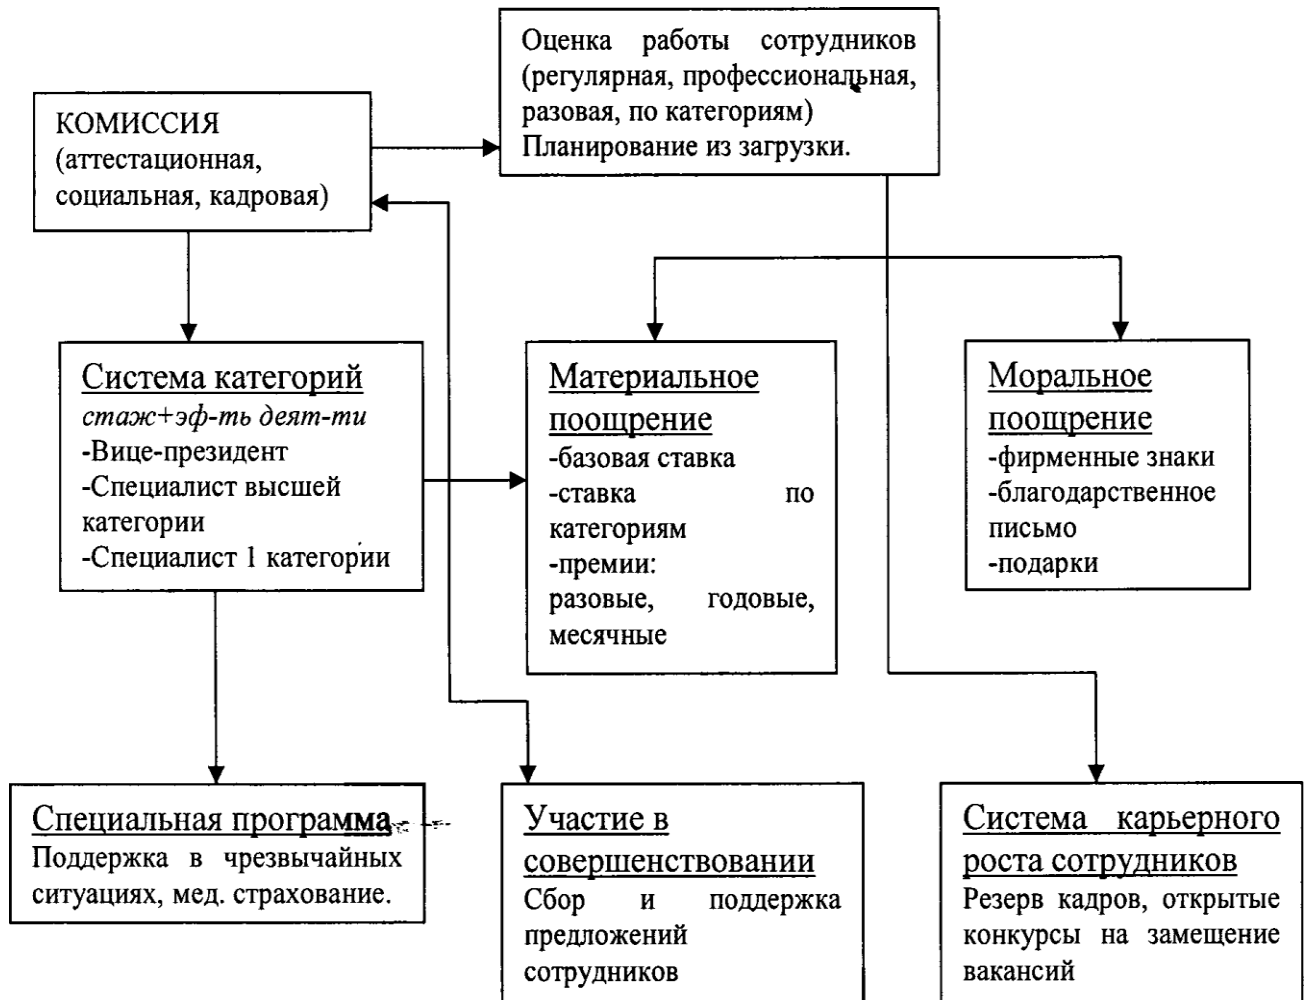 Оценка работы сотрудников
(регулярная, профессиональная,
разовая, по категориям)
Планирование из загрузки.
КОМИССИЯ
(аттестационная,
социальная, кадровая)
Система категорий
стаж+эф-ть деят-ти
-Вице-президент
-Специалист высшей
категории
-Специалист 1 категории
Материальное
поощрение
-базовая ставка
-ставка по
категориям
-премии:
разовые, годовые,
месячные
Моральное
поощрение
-фирменные знаки
-благодарственное
письмо
-подарки
Специальная программа
Поддержка в чрезвычайных
ситуациях, мед. страхование.
Участие в
совершенствовании
Сбор и поддержка
предложений
сотрудников
Система карьерного
роста сотрудников
Резерв кадров, открытые
конкурсы на замещение
вакансий